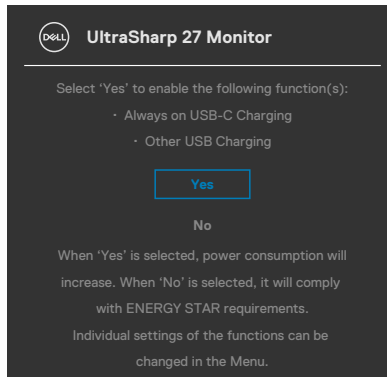 DELL UltraSharp 27 Monitor
Select ‘Yes’ to enable the following function(s):
· Always on USB-C Charging
· Other USB Charging
Yes
No
When ‘Yes’ is selected, power consumption will
increase. When ‘No’ is selected, it will comply
with ENERGY STAR requirements.
Individual settings of the functions can be
changed in the Menu.